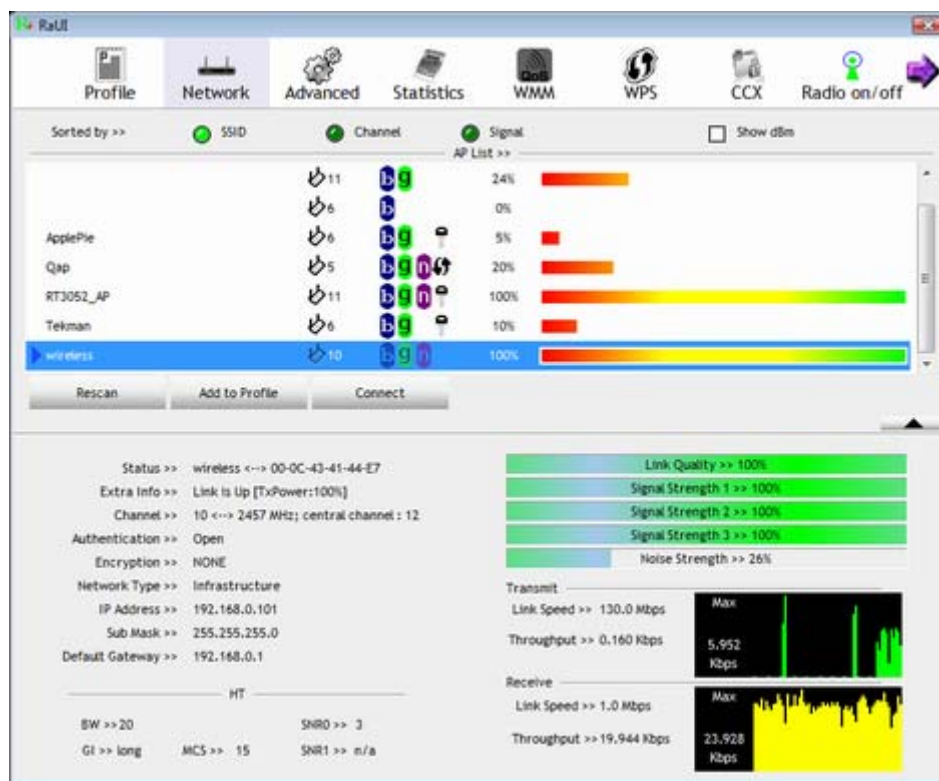 RaUI
Profile Network Advanced Statistics WMM WPS CCX Radio on/off
QoS
Sorted by >> SSID Channel Signal Show dBm
AP List >>
11 b g 24%
6 b 0%
ApplePie 6 b g 5%
Qap 5 b g n 20%
RT3052_AP 11 b g n 100%
Tekman 6 b g 10%
wireless 10 b g n 100%
Rescan Add to Profile Connect
Status >> wireless <--> 00-0C-43-41-44-E7
Extra Info >> Link is Up [TxPower:100%]
Channel >> 10 <--> 2457 MHz; central channel : 12
Authentication >> Open
Encryption >> NONE
Network Type >> Infrastructure
IP Address >> 192.168.0.101
Sub Mask >> 255.255.255.0
Default Gateway >> 192.168.0.1
HT
BW >> 20 SNR0 >> 3
GI >> long MCS >> 15 SNR1 >> n/a
Link Quality >> 100%
Signal Strength 1 >> 100%
Signal Strength 2 >> 100%
Signal Strength 3 >> 100%
Noise Strength >> 26%
Transmit
Link Speed >> 130.0 Mbps
Throughput >> 0.160 Kbps
Max
5.952
Kbps
Receive
Link Speed >> 1.0 Mbps
Throughput >> 19.944 Kbps
Max
23.928
Kbps